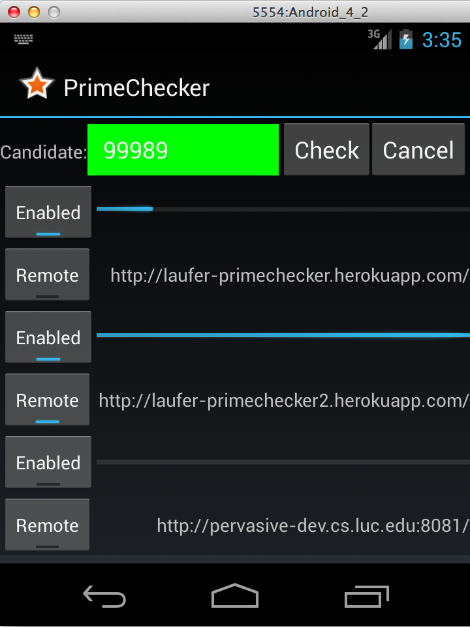 5554:Android_4_2
3G 3:35
PrimeChecker
Candidate: 99989 Check Cancel
Enabled
Remote http://laufer-primechecker.herokuapp.com/
Enabled
Remote http://laufer-primechecker2.herokuapp.com/
Enabled
Remote http://pervasive-dev.cs.luc.edu:8081/